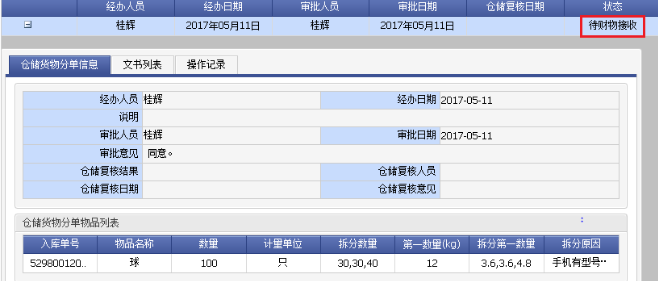 经办人员 经办日期 审批人员 审批日期 仓储复核日期 状态
桂辉 2017年05月11日 桂辉 2017年05月11日 待财物接收
仓储货物分单信息 文书列表 操作记录
经办人员 桂辉 经办日期 2017-05-11
说明
审批人员 桂辉 审批日期 2017-05-11
审批意见 同意。
仓储复核结果 仓储复核人员
仓储复核日期 仓储复核意见
仓储货物分单物品列表
入库单号 物品名称 数量 计量单位 拆分数量 第一数量(kg) 拆分第一数量 拆分原因
529800120.. 球 100 只 30,30,40 12 3.6,3.6,4.8 手机有型号··